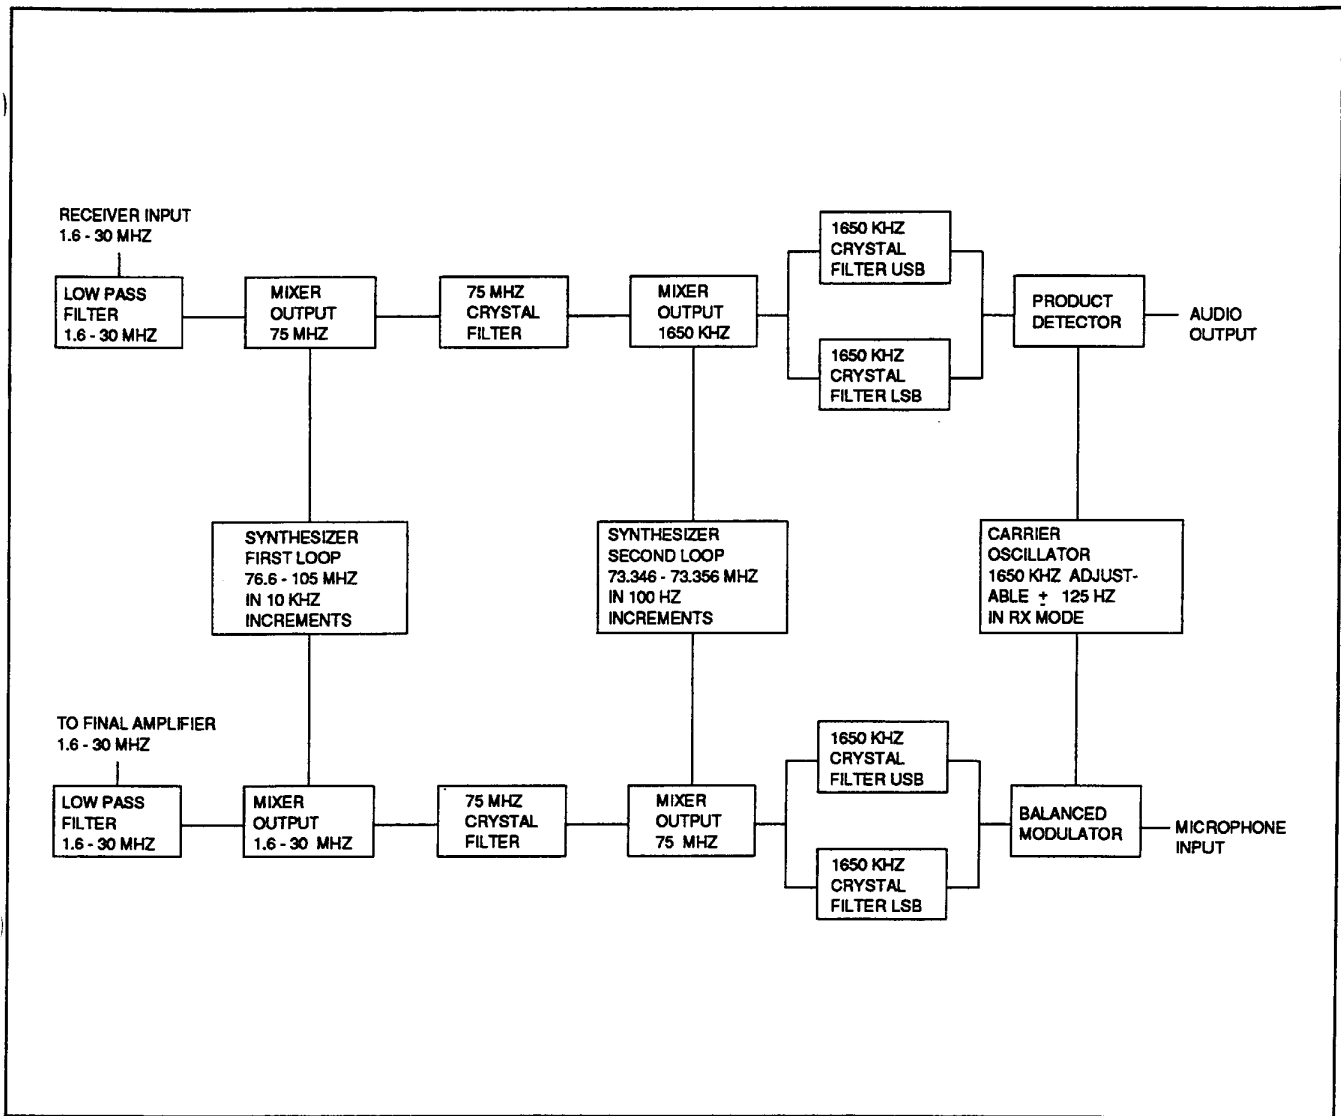 RECEIVER INPUT
1.6 - 30 MHZ
LOW PASS
FILTER
1.6 - 30 MHZ
MIXER
OUTPUT
75 MHZ
75 MHZ
CRYSTAL
FILTER
MIXER
OUTPUT
1650 KHZ
1650 KHZ
CRYSTAL
FILTER USB
1650 KHZ
CRYSTAL
FILTER LSB
PRODUCT
DETECTOR
AUDIO
OUTPUT
SYNTHESIZER
FIRST LOOP
76.6 - 105 MHZ
IN 10 KHZ
INCREMENTS
SYNTHESIZER
SECOND LOOP
73.346 - 73.356 MHZ
IN 100 HZ
INCREMENTS
CARRIER
OSCILLATOR
1650 KHZ ADJUST-
ABLE ± 125 HZ
IN RX MODE
TO FINAL AMPLIFIER
1.6 - 30 MHZ
LOW PASS
FILTER
1.6 - 30 MHZ
MIXER
OUTPUT
1.6 - 30 MHZ
75 MHZ
CRYSTAL
FILTER
MIXER
OUTPUT
75 MHZ
1650 KHZ
CRYSTAL
FILTER USB
1650 KHZ
CRYSTAL
FILTER LSB
BALANCED
MODULATOR
MICROPHONE
INPUT